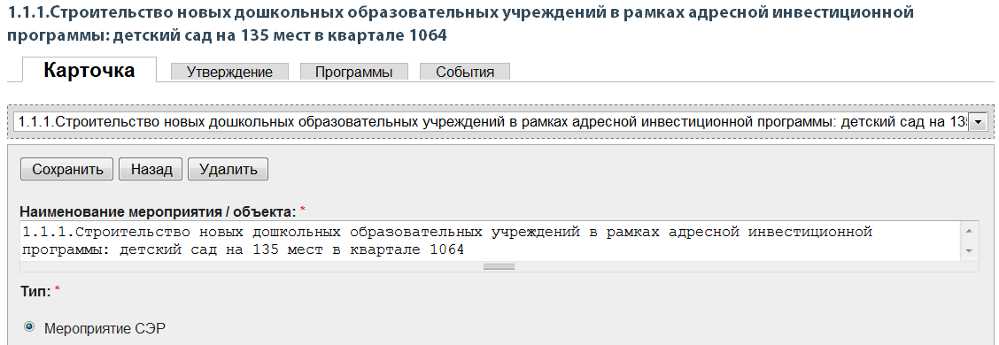 1.1.1.Строительство новых дошкольных образовательных учреждений в рамках адресной инвестиционной
программы: детский сад на 135 мест в квартале 1064
Карточка Утверждение Программы События
1.1.1.Строительство новых дошкольных образовательных учреждений в рамках адресной инвестиционной программы: детский сад на 135
Сохранить Назад Удалить
Наименование мероприятия / объекта: *
1.1.1.Строительство новых дошкольных образовательных учреждений в рамках адресной инвестиционной
программы: детский сад на 135 мест в квартале 1064
Тип: *
Мероприятие СЭР